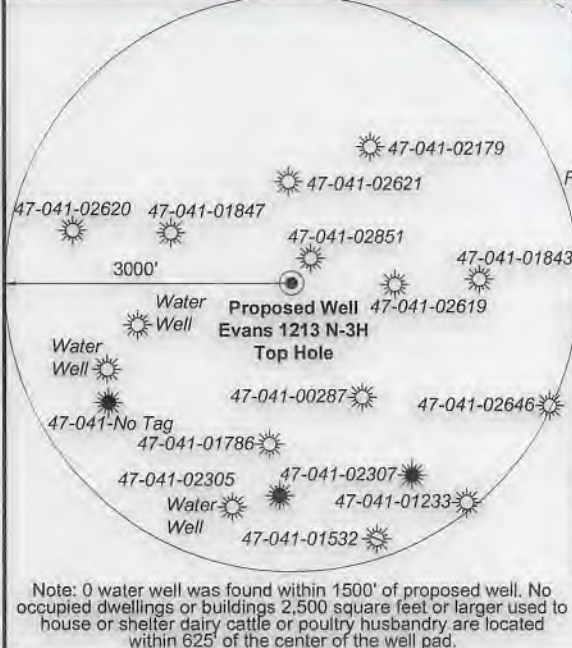 47-041-02179
47-041-02621
F
47-041-02620
47-041-01847
47-041-02851
47-041-01843
3000'
Water
Well
Proposed Well
Evans 1213 N-3H
Top Hole
47-041-02619
Water
Well
47-041-No Tag
47-041-00287
47-041-02646
47-041-01786
47-041-02305
47-041-02307
Water
Well
47-041-01233
47-041-01532
Note: 0 water well was found within 1500' of proposed well. No
occupied dwellings or buildings 2,500 square feet or larger used to
house or shelter dairy cattle or poultry husbandry are located
within 625' of the center of the well pad.